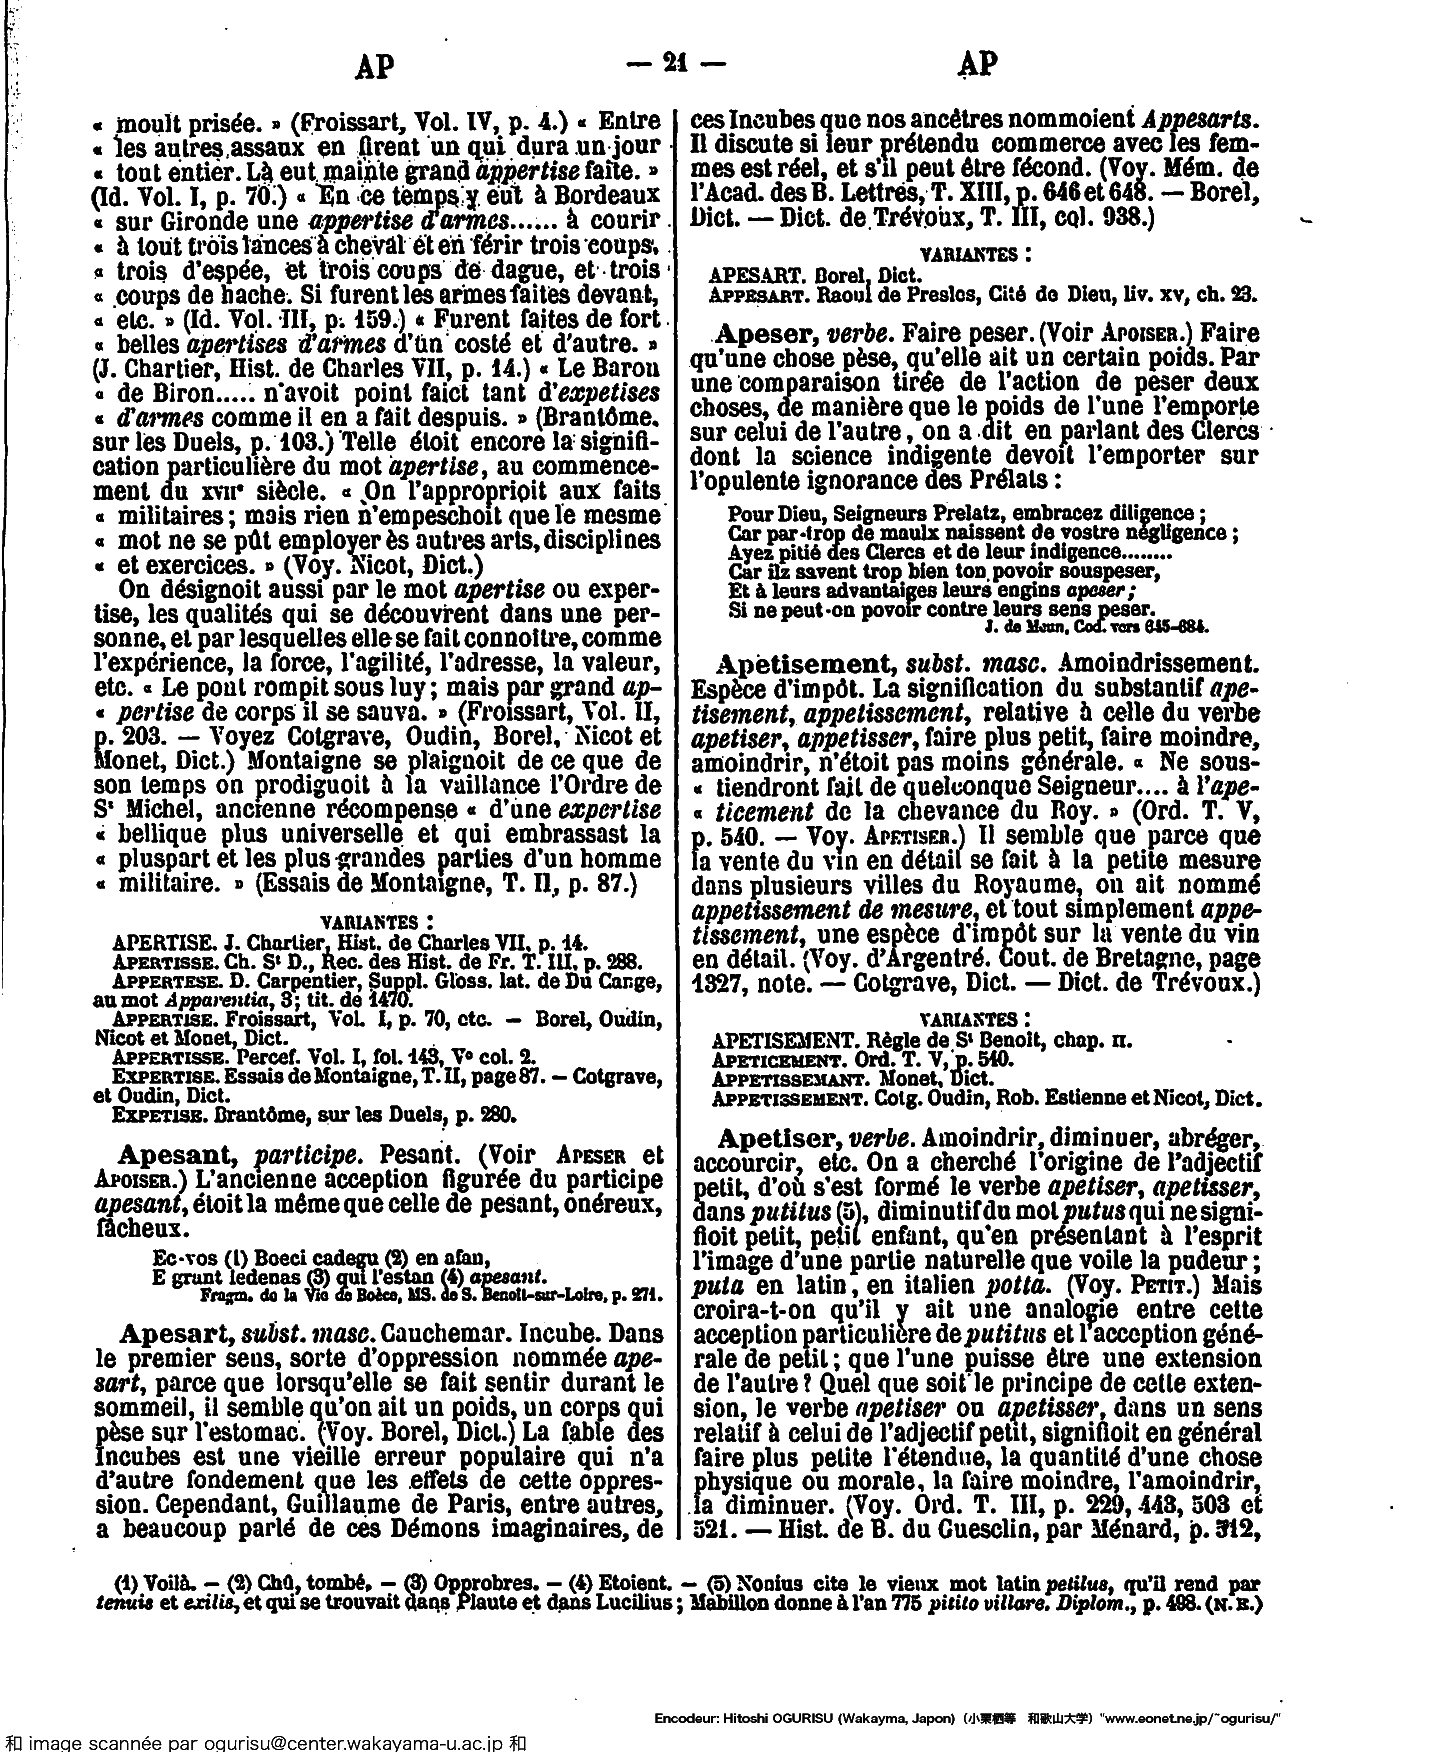 AP — 21 — AP
« moult prisée. » (Froissart, Vol. IV, p. 4.) « Entre
« les autres assaux en firent un qui dura un jour
« tout entier. Là eut mainte grand appertise faite. »
(Id. Vol. I, p. 70.) « En ce temps y eut à Bordeaux
« sur Gironde une appertise d'armes...... à courir
« à tout trois lances à cheval et en férir trois coups,
« trois d'espée, et trois coups de dague, et trois
« coups de hache. Si furent les armes faites devant,
« etc. » (Id. Vol. III, p. 159.) « Furent faites de fort
« belles apertises d'armes d'un costé et d'autre. »
(J. Chartier, Hist. de Charles VII, p. 14.) « Le Baron
« de Biron..... n'avoit point faict tant d'expetises
« d'armes comme il en a fait despuis. » (Brantôme,
sur les Duels, p. 103.) Telle étoit encore la signifi-
cation particulière du mot apertise, au commence-
ment du XVIIe siècle. « On l'approprioit aux faits
« militaires ; mais rien n'empeschoit que le mesme
« mot ne se pût employer ès autres arts, disciplines
« et exercices. » (Voy. Nicot, Dict.)
On désignoit aussi par le mot apertise ou exper-
tise, les qualités qui se découvrent dans une per-
sonne, et par lesquelles elle se fait connoître, comme
l'expérience, la force, l'agilité, l'adresse, la valeur,
etc. « Le pont rompit sous luy ; mais par grand ap-
« pertise de corps il se sauva. » (Froissart, Vol. II,
p. 203. — Voyez Cotgrave, Oudin, Borel, Nicot et
Monet, Dict.) Montaigne se plaignoit de ce que de
son temps on prodiguoit à la vaillance l'Ordre de
St Michel, ancienne récompense « d'une expertise
« bellique plus universelle et qui embrassast la
« pluspart et les plus grandes parties d'un homme
« militaire. » (Essais de Montaigne, T. II, p. 87.)
VARIANTES :
APERTISE. J. Chartier, Hist. de Charles VII, p. 14.
APERTISSE. Ch. St D., Rec. des Hist. de Fr. T. III, p. 288.
APPERTESE. D. Carpentier, Suppl. Gloss. lat. de Du Cange,
au mot Apparentia, 3; tit. de 1470.
APPERTISE. Froissart, Vol. I, p. 70, etc. — Borel, Oudin,
Nicot et Monet, Dict.
APPERTISSE. Percef. Vol. I, fol. 143, Vo col. 2.
EXPERTISE. Essais de Montaigne, T. II, page 87. — Cotgrave,
et Oudin, Dict.
EXPETISE. Brantôme, sur les Duels, p. 280.
Apesant, participe. Pesant. (Voir APESER et
APOISER.) L'ancienne acception figurée du participe
apesant, étoit la même que celle de pesant, onéreux,
fâcheux.
Ec-vos (1) Boeci cadegu (2) en afan,
E grant ledenas (3) qui l'estan (4) apesant.
Fragm. de la Vie de Boèce, MS. de S. Benoît-sur-Loire, p. 271.
Apesart, subst. masc. Cauchemar. Incube. Dans
le premier sens, sorte d'oppression nommée ape-
sart, parce que lorsqu'elle se fait sentir durant le
sommeil, il semble qu'on ait un poids, un corps qui
pèse sur l'estomac. (Voy. Borel, Dict.) La fable des
Incubes est une vieille erreur populaire qui n'a
d'autre fondement que les effets de cette oppres-
sion. Cependant, Guillaume de Paris, entre autres,
a beaucoup parlé de ces Démons imaginaires, de
ces Incubes que nos ancêtres nommoient Appesarts.
Il discute si leur prétendu commerce avec les fem-
mes est réel, et s'il peut être fécond. (Voy. Mém. de
l'Acad. des B. Lettres, T. XIII, p. 646 et 648. — Borel,
Dict. — Dict. de Trévoux, T. III, col. 938.)
VARIANTES :
APESART. Borel, Dict.
APPESART. Raoul de Presles, Cité de Dieu, liv. XV, ch. 23.
Apeser, verbe. Faire peser. (Voir APOISER.) Faire
qu'une chose pèse, qu'elle ait un certain poids. Par
une comparaison tirée de l'action de peser deux
choses, de manière que le poids de l'une l'emporte
sur celui de l'autre, on a dit en parlant des Clercs
dont la science indigente devoit l'emporter sur
l'opulente ignorance des Prélats :
Pour Dieu, Seigneurs Prelatz, embracez diligence ;
Car par-trop de maulx naissent de vostre négligence ;
Ayez pitié des Clercs et de leur indigence........
Car ilz savent trop bien ton povoir souspeser,
Et à leurs advantaiges leurs engins apeser ;
Si ne peut-on povoir contre leurs sens peser.
J. de Meun, Cod. vers 645-684.
Apetisement, subst. masc. Amoindrissement.
Espèce d'impôt. La signification du substantif ape-
tisement, appetissement, relative à celle du verbe
apetiser, appetisser, faire plus petit, faire moindre,
amoindrir, n'étoit pas moins générale. « Ne sous-
« tiendront fait de quelconque Seigneur.... à l'ape-
« ticement de la chevance du Roy. » (Ord. T. V,
p. 540. — Voy. APETISER.) Il semble que parce que
la vente du vin en détail se fait à la petite mesure
dans plusieurs villes du Royaume, on ait nommé
appetissement de mesure, et tout simplement appe-
tissement, une espèce d'impôt sur la vente du vin
en détail. (Voy. d'Argentré. Cout. de Bretagne, page
1327, note. — Cotgrave, Dict. — Dict. de Trévoux.)
VARIANTES :
APETISEMENT. Règle de St Benoit, chap. II.
APETICEMENT. Ord. T. V, p. 540.
APPETISSEMANT. Monet, Dict.
APPETISSEMENT. Cotg. Oudin, Rob. Estienne et Nicot, Dict.
Apetiser, verbe. Amoindrir, diminuer, abréger,
accourcir, etc. On a cherché l'origine de l'adjectif
petit, d'où s'est formé le verbe apetiser, apetisser,
dans putitus (5), diminutif du mot putus qui ne signi-
fioit petit, petit enfant, qu'en présentant à l'esprit
l'image d'une partie naturelle que voile la pudeur ;
puta en latin, en italien potta. (Voy. PETIT.) Mais
croira-t-on qu'il y ait une analogie entre cette
acception particulière de putitus et l'acception géné-
rale de petit ; que l'une puisse être une extension
de l'autre ? Quel que soit le principe de cette exten-
sion, le verbe apetiser ou apetisser, dans un sens
relatif à celui de l'adjectif petit, signifioit en général
faire plus petite l'étendue, la quantité d'une chose
physique ou morale, la faire moindre, l'amoindrir,
la diminuer. (Voy. Ord. T. III, p. 229, 443, 503 et
521. — Hist. de B. du Guesclin, par Ménard, p. 312,
(1) Voilà. — (2) Chû, tombé. — (3) Opprobres. — (4) Etoient. — (5) Nonius cite le vieux mot latin petilus, qu'il rend par
tenuis et exilis, et qui se trouvait dans Plaute et dans Lucilius ; Mabillon donne à l'an 775 pitito villare. Diplom., p. 498. (N. E.)
Encodeur: Hitoshi OGURISU (Wakayma, Japon) (小栗栖等 和歌山大学) "www.eonet.ne.jp/~ogurisu/"
和 image scannée par ogurisu@center.wakayama-u.ac.jp 和